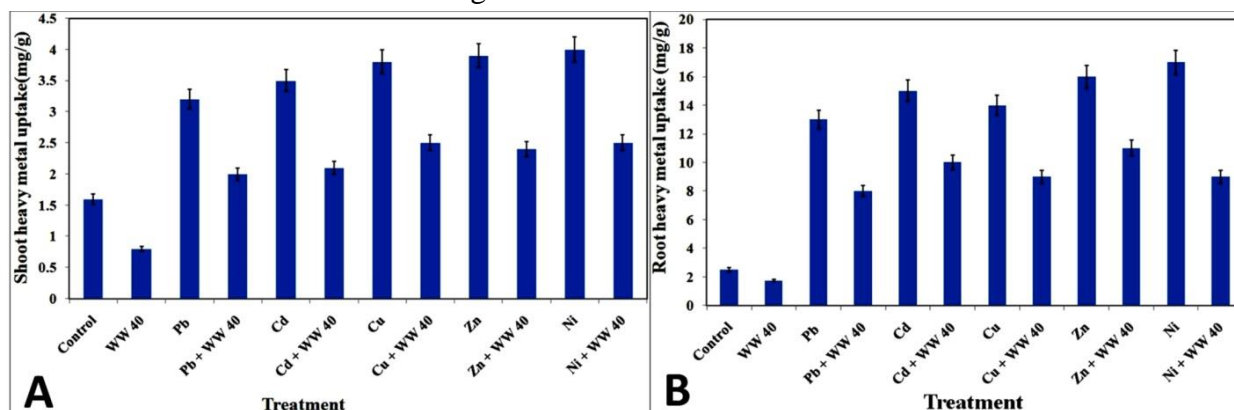 Shoot heavy metal uptake(mg/g)
4.5
4
3.5
3
2.5
2
1.5
1
0.5
0
Control
WW 40
Pb
Pb + WW 40
Cd
Cd + WW 40
Cu
Cu + WW 40
Zn
Zn + WW 40
Ni
Ni + WW 40
A
Treatment
Root heavy metal uptake (mg/g)
20
18
16
14
12
10
8
6
4
2
0
Control
WW 40
Pb
Pb + WW 40
Cd
Cd + WW 40
Cu
Cu + WW 40
Zn
Zn + WW 40
Ni
Ni + WW 40
B
Treatment